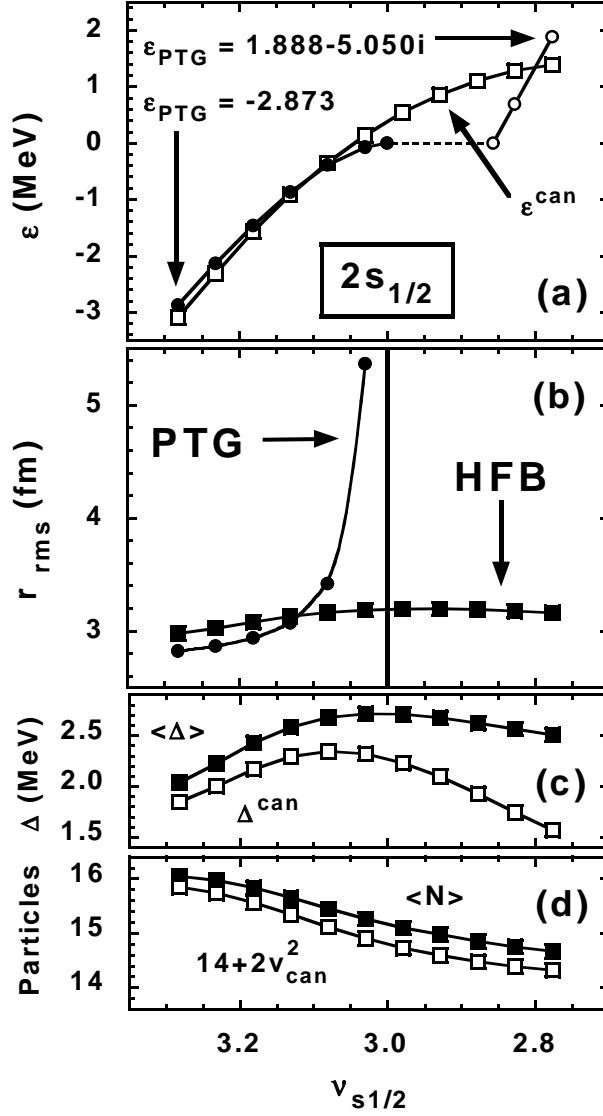 2
1
0
-1
-2
-3
ε (MeV)
ε_PTG = 1.888-5.050i
ε_PTG = -2.873
ε^can
2s_1/2
(a)
5
4
3
r_rms (fm)
PTG
HFB
(b)
2.5
2.0
1.5
Δ (MeV)
<Δ>
Δ^can
(c)
16
15
14
Particles
<N>
14+2v²_can
(d)
3.2 3.0 2.8
ν_s1/2